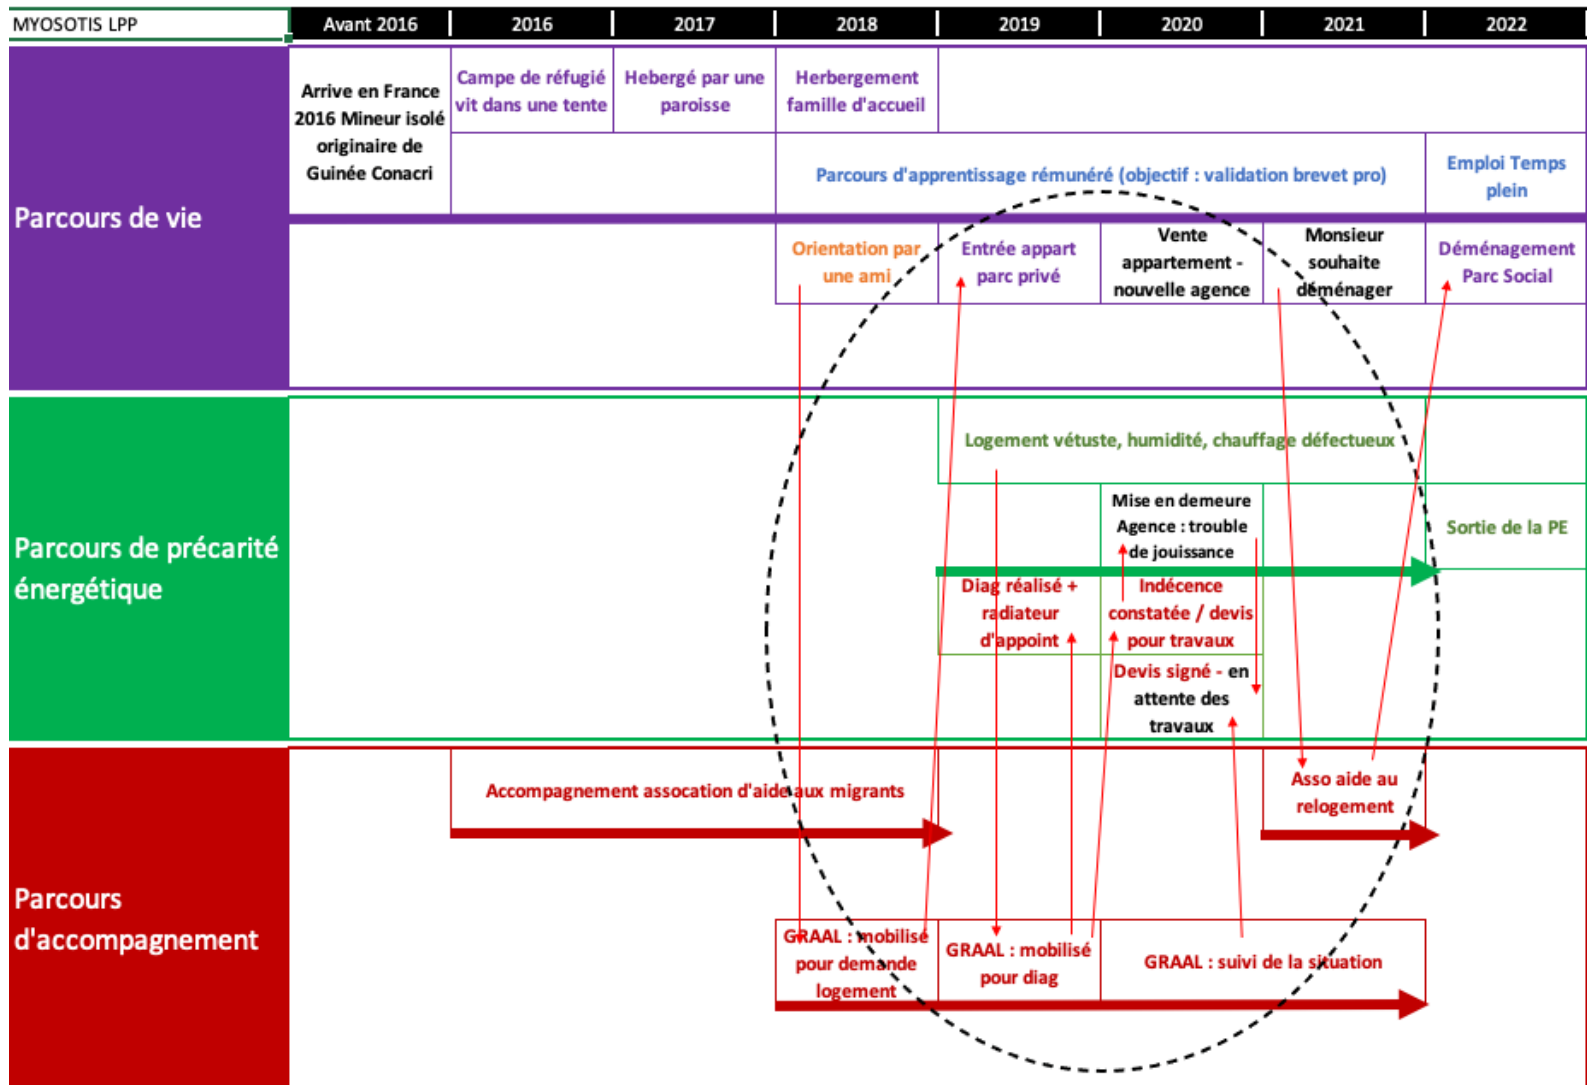 MYOSOTIS LPP
Avant 2016
2016
2017
2018
2019
2020
2021
2022
Parcours de vie
Arrive en France
2016 Mineur isolé
originaire de
Guinée Conacri
Campe de réfugié
vit dans une tente
Hebergé par une
paroisse
Herbergement
famille d'accueil
Parcours d'apprentissage rémunéré (objectif : validation brevet pro)
Emploi Temps
plein
Orientation par
une ami
Entrée appart
parc privé
Vente
appartement -
nouvelle agence
Monsieur
souhaite
déménager
Déménagement
Parc Social
Parcours de précarité
énergétique
Logement vétuste, humidité, chauffage défectueux
Mise en demeure
Agence : trouble
de jouissance
Sortie de la PE
Diag réalisé +
radiateur
d'appoint
Indécence
constatée / devis
pour travaux
Devis signé - en
attente des
travaux
Parcours
d'accompagnement
Accompagnement assocation d'aide aux migrants
Asso aide au
relogement
GRAAL : mobilisé
pour demande
logement
GRAAL : mobilisé
pour diag
GRAAL : suivi de la situation